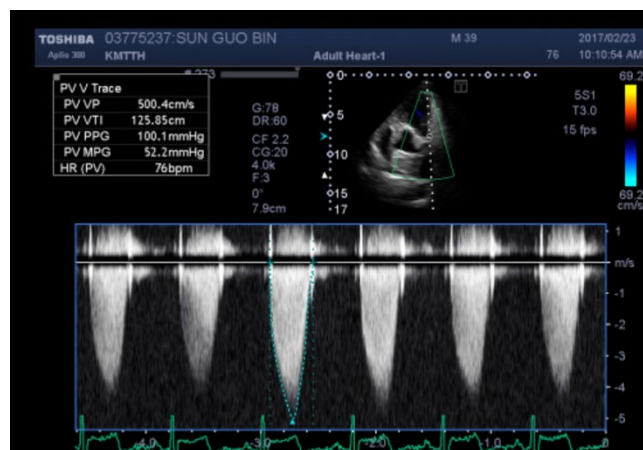 TOSHIBA 03775237:SUN GUO BIN M 39 2017/02/23
Aplio 300 KMTTH Adult Heart-1 76 10:10:54 AM
273
PV V Trace
PV VP 500.4cm/s
PV VTI 125.85cm
PV PPG 100.1mmHg
PV MPG 52.2mmHg
HR (PV) 76bpm
G:78
DR:60
CF 2.2
CG:20
4.0k
F:3
0°
7.9cm
0
5
10
15
17
T
5S1
T3.0
15 fps
69.2
69.2
cm/s
1
m/s
-1
-2
-3
-4
-5
-4.0 -3.0 -2.0 -1.0 0